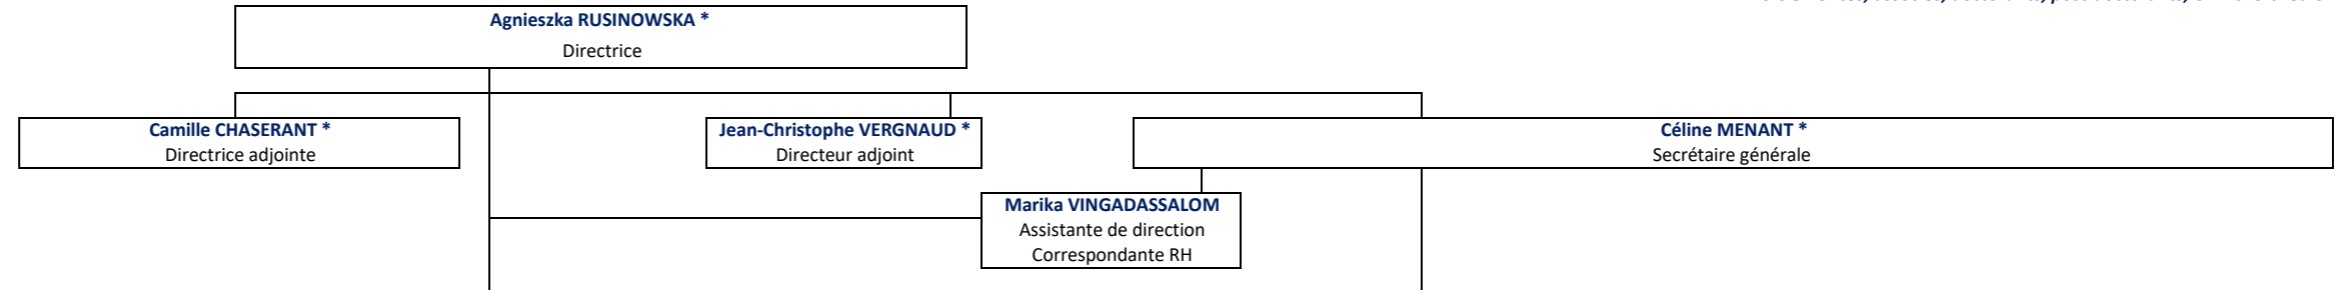 Agnieszka RUSINOWSKA *
Directrice
Camille CHASERANT *
Directrice adjointe
Jean-Christophe VERGNAUD *
Directeur adjoint
Céline MENANT *
Secrétaire générale
Marika VINGADASSALOM
Assistante de direction
Correspondante RH